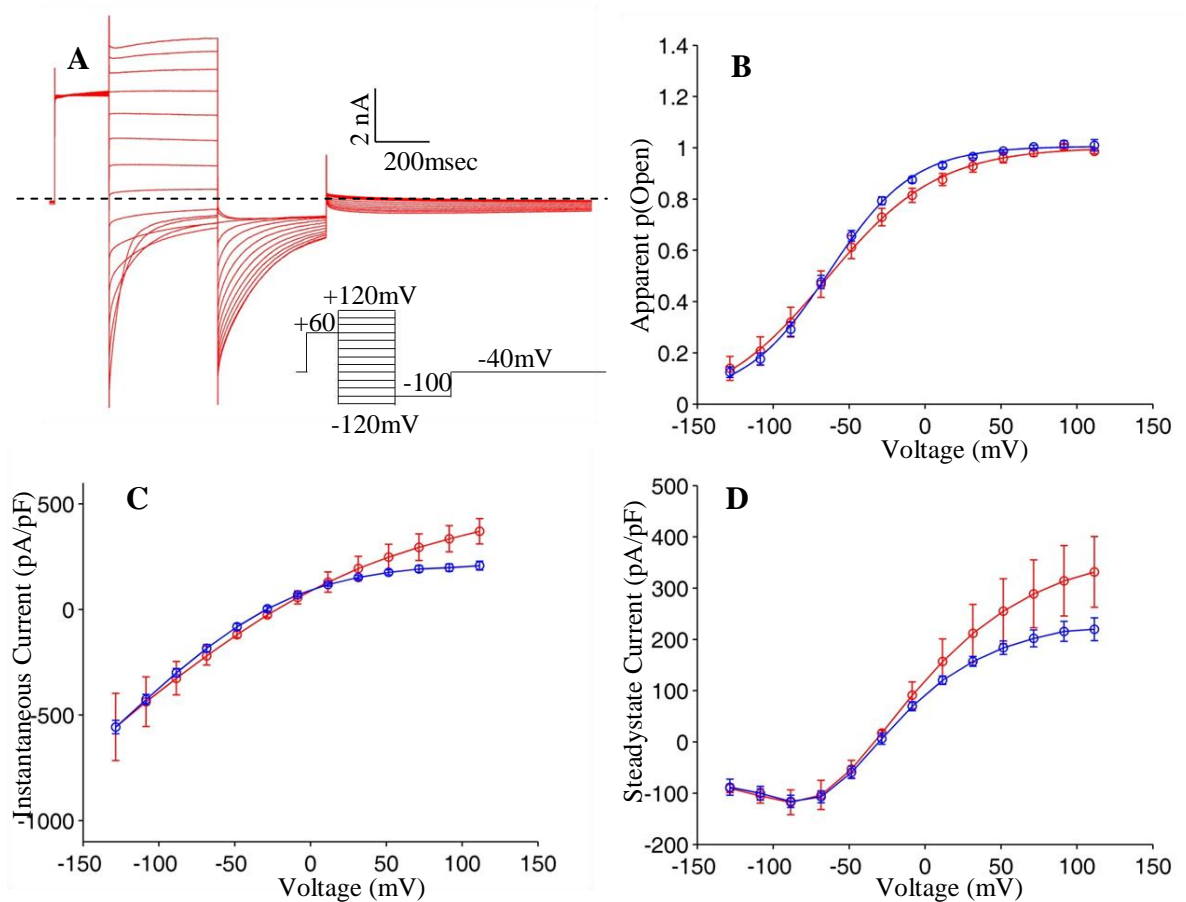 A
2 nA
200msec
+120mV
+60
-40mV
-100
-120mV
B
1.4
1.2
1
0.8
0.6
0.4
0.2
0
Apparent p(Open)
-150 -100 -50 0 50 100 150
Voltage (mV)
C
500
0
-500
-1000
Instantaneous Current (pA/pF)
-150 -100 -50 0 50 100 150
Voltage (mV)
D
500
400
300
200
100
0
-100
-200
Steadystate Current (pA/pF)
-150 -100 -50 0 50 100 150
Voltage (mV)